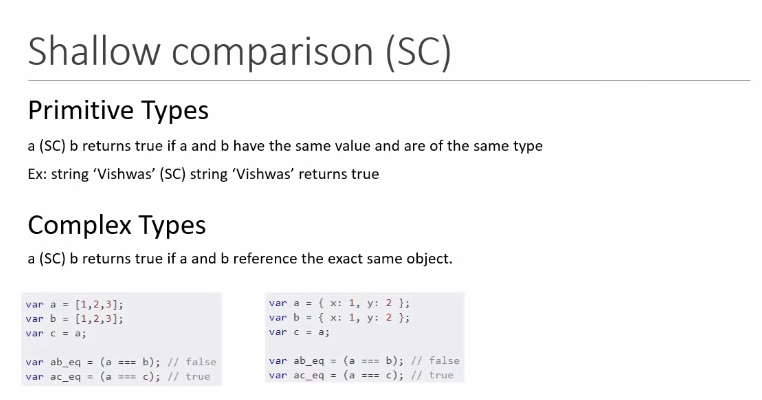 Shallow comparison (SC)
Primitive Types
a (SC) b returns true if a and b have the same value and are of the same type
Ex: string ‘Vishwas’ (SC) string ‘Vishwas’ returns true
Complex Types
a (SC) b returns true if a and b reference the exact same object.
var a = [1,2,3];
var b = [1,2,3];
var c = a;
var ab_eq = (a === b); // false
var ac_eq = (a === c); // true
var a = { x: 1, y: 2 };
var b = { x: 1, y: 2 };
var c = a;
var ab_eq = (a === b); // false
var ac_eq = (a === c); // true